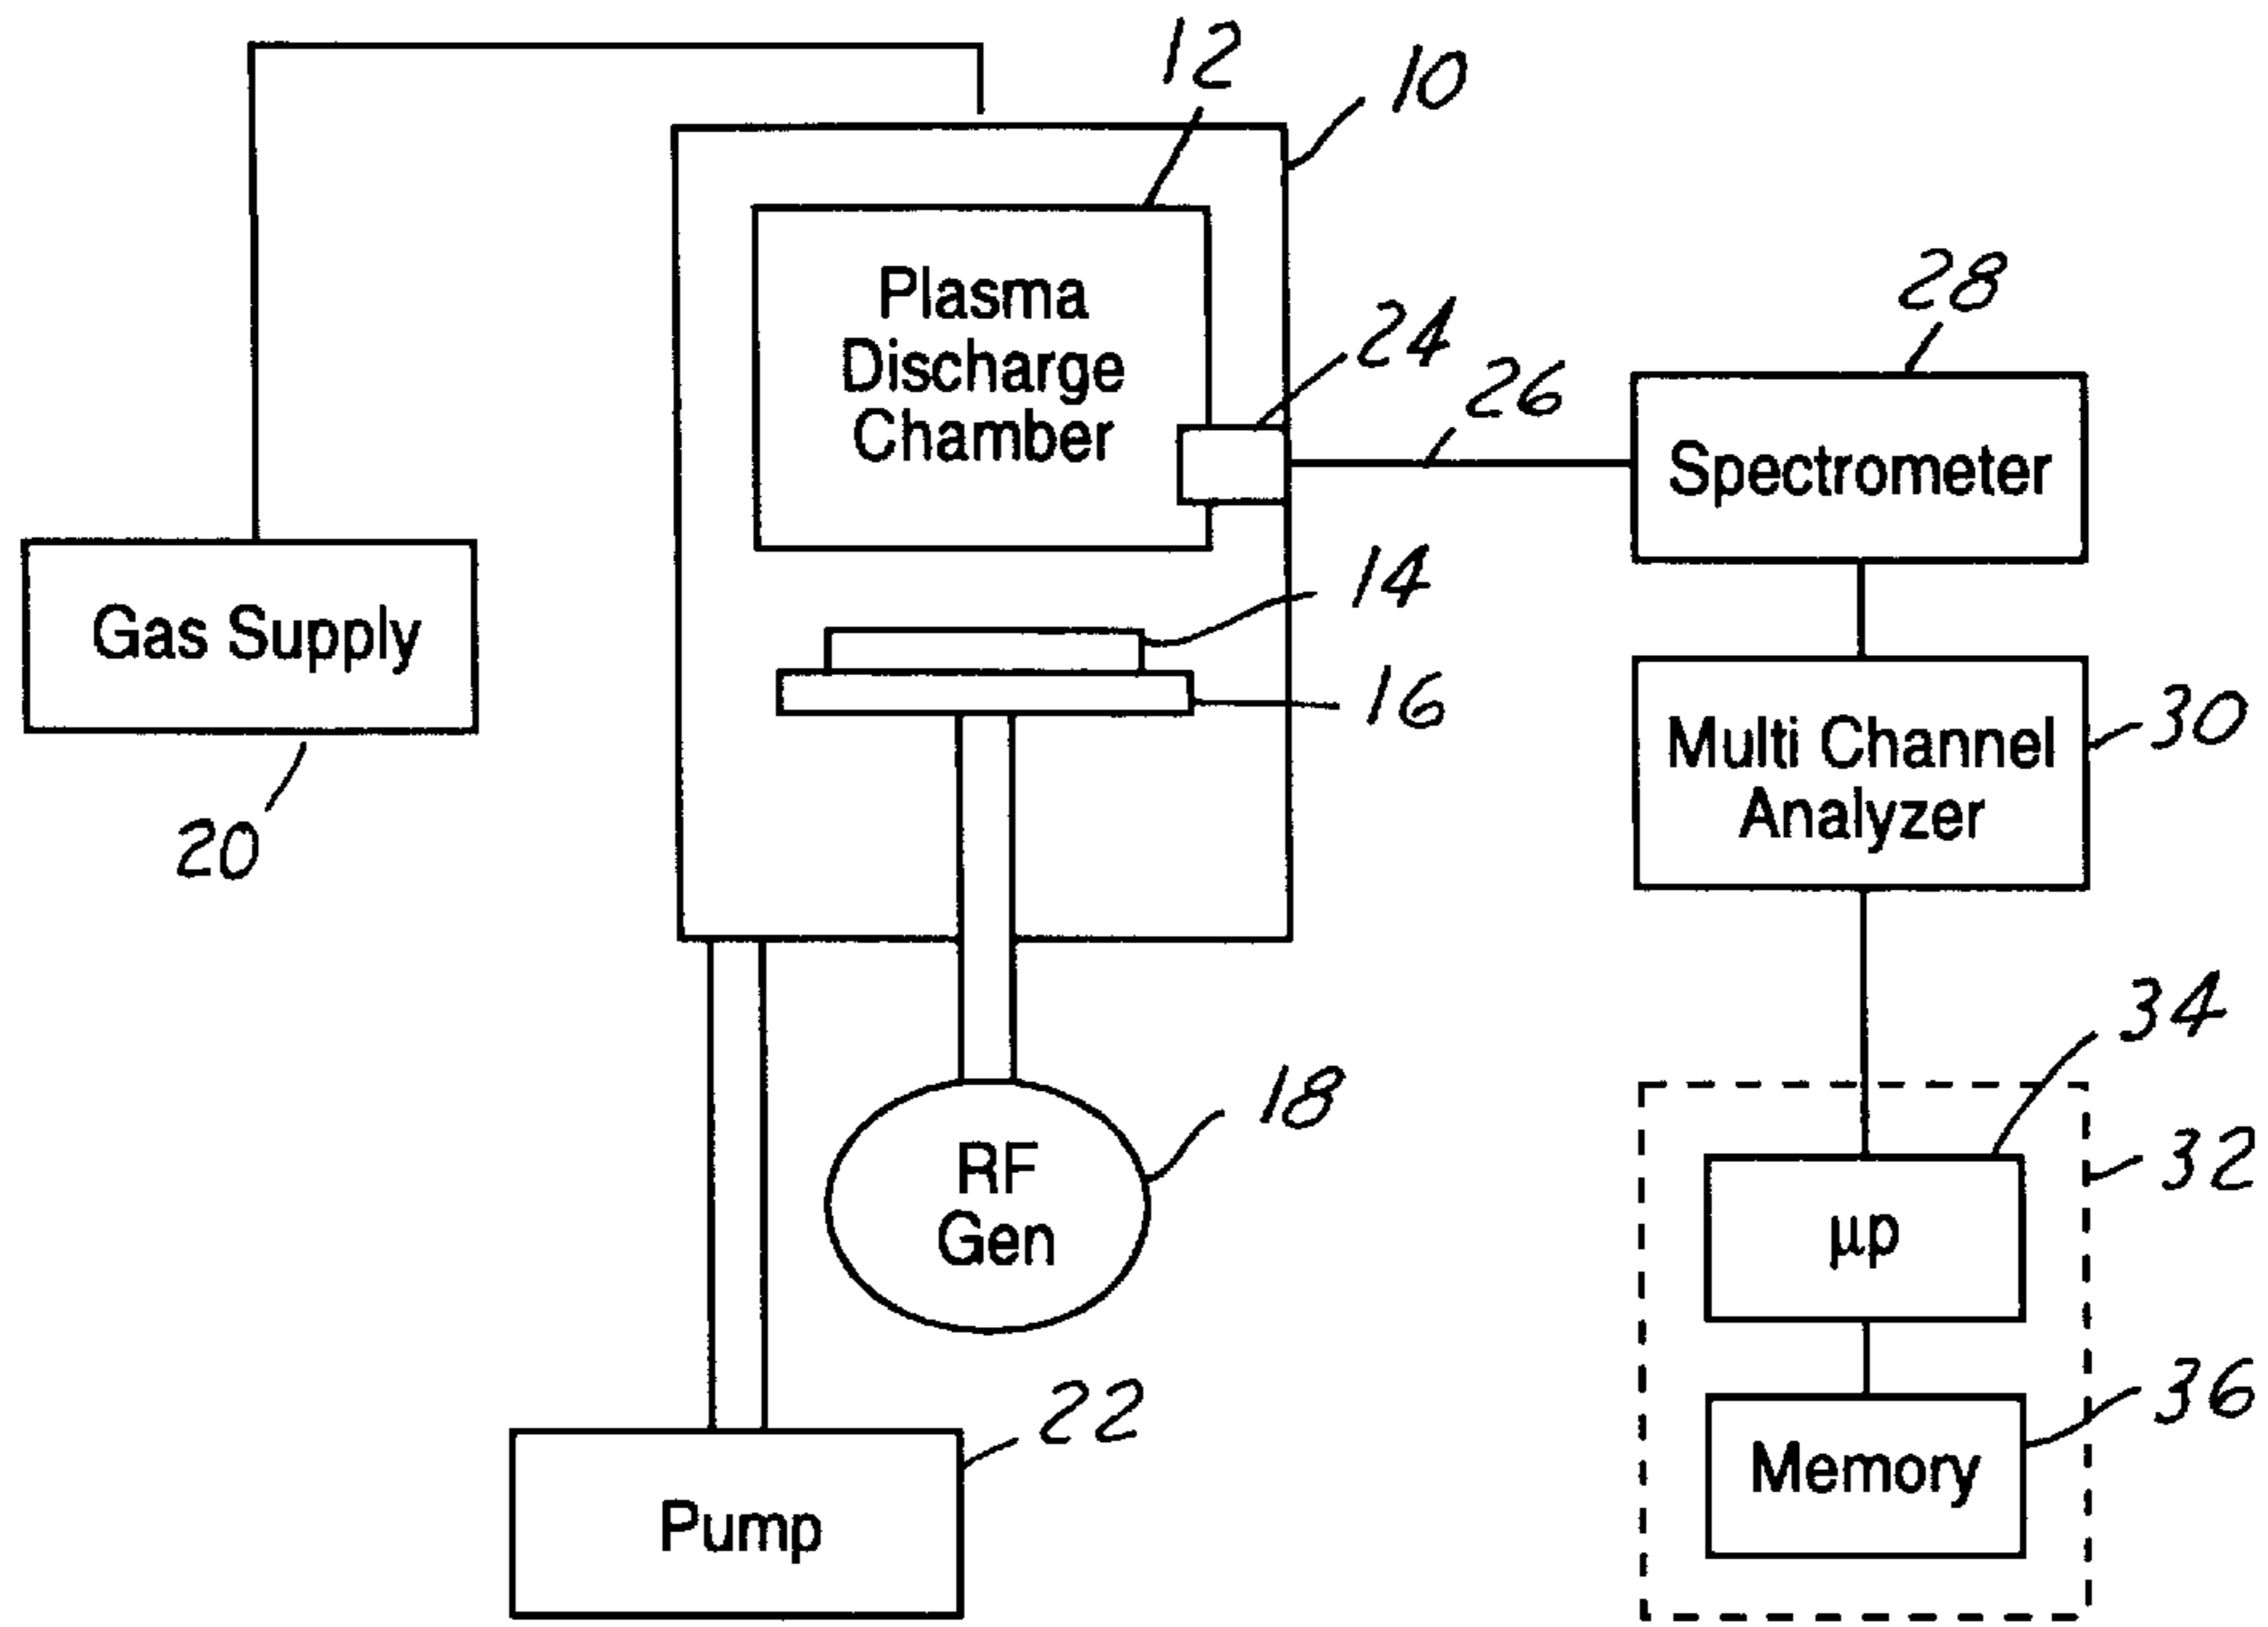 12
10
Plasma
Discharge
Chamber
24
26
28
Spectrometer
14
Gas Supply
16
20
Multi Channel
Analyzer
30
18
RF
Gen
34
32
µp
22
36
Memory
Pump